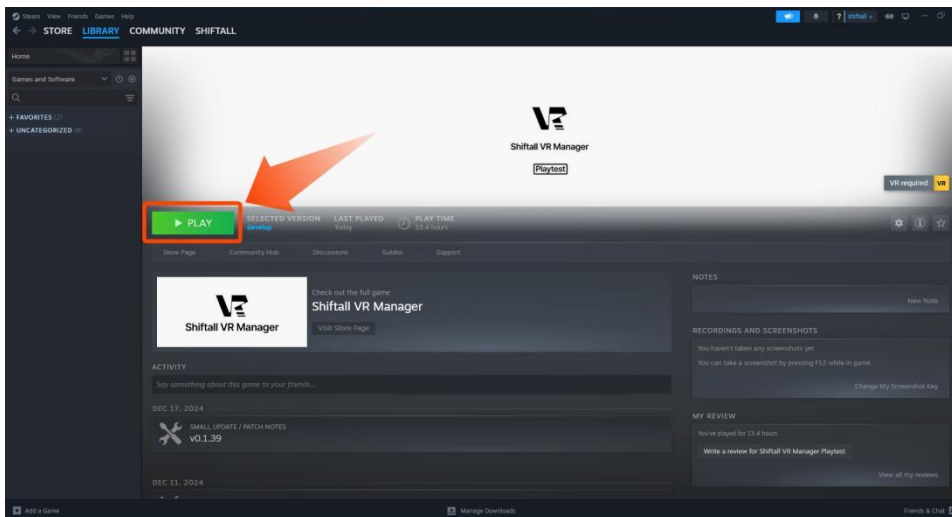 Steam View Friends Games Help
? shiftall
STORE LIBRARY COMMUNITY SHIFTALL
Home
Games and Software
+ FAVORITES (2)
+ UNCATEGORIZED
VR
Shiftall VR Manager
Playtest
VR required VR
PLAY
SELECTED VERSION LAST PLAYED PLAY TIME
develop Today 13.4 hours
Store Page Community Hub Discussions Guides Support
NOTES
New Note
Check out the full game
Shiftall VR Manager
Visit Store Page
VR
Shiftall VR Manager
RECORDINGS AND SCREENSHOTS
You haven't taken any screenshots yet
You can take a screenshot by pressing F12 while in game
Change My Screenshot Key
ACTIVITY
Say something about this game to your friends...
DEC 17, 2024
SMALL UPDATE / PATCH NOTES
v0.1.39
MY REVIEW
You've played for 13.4 hours
Write a review for Shiftall VR Manager Playtest
View all my reviews
DEC 11, 2024
Add a Game Manage Downloads Friends & Chat